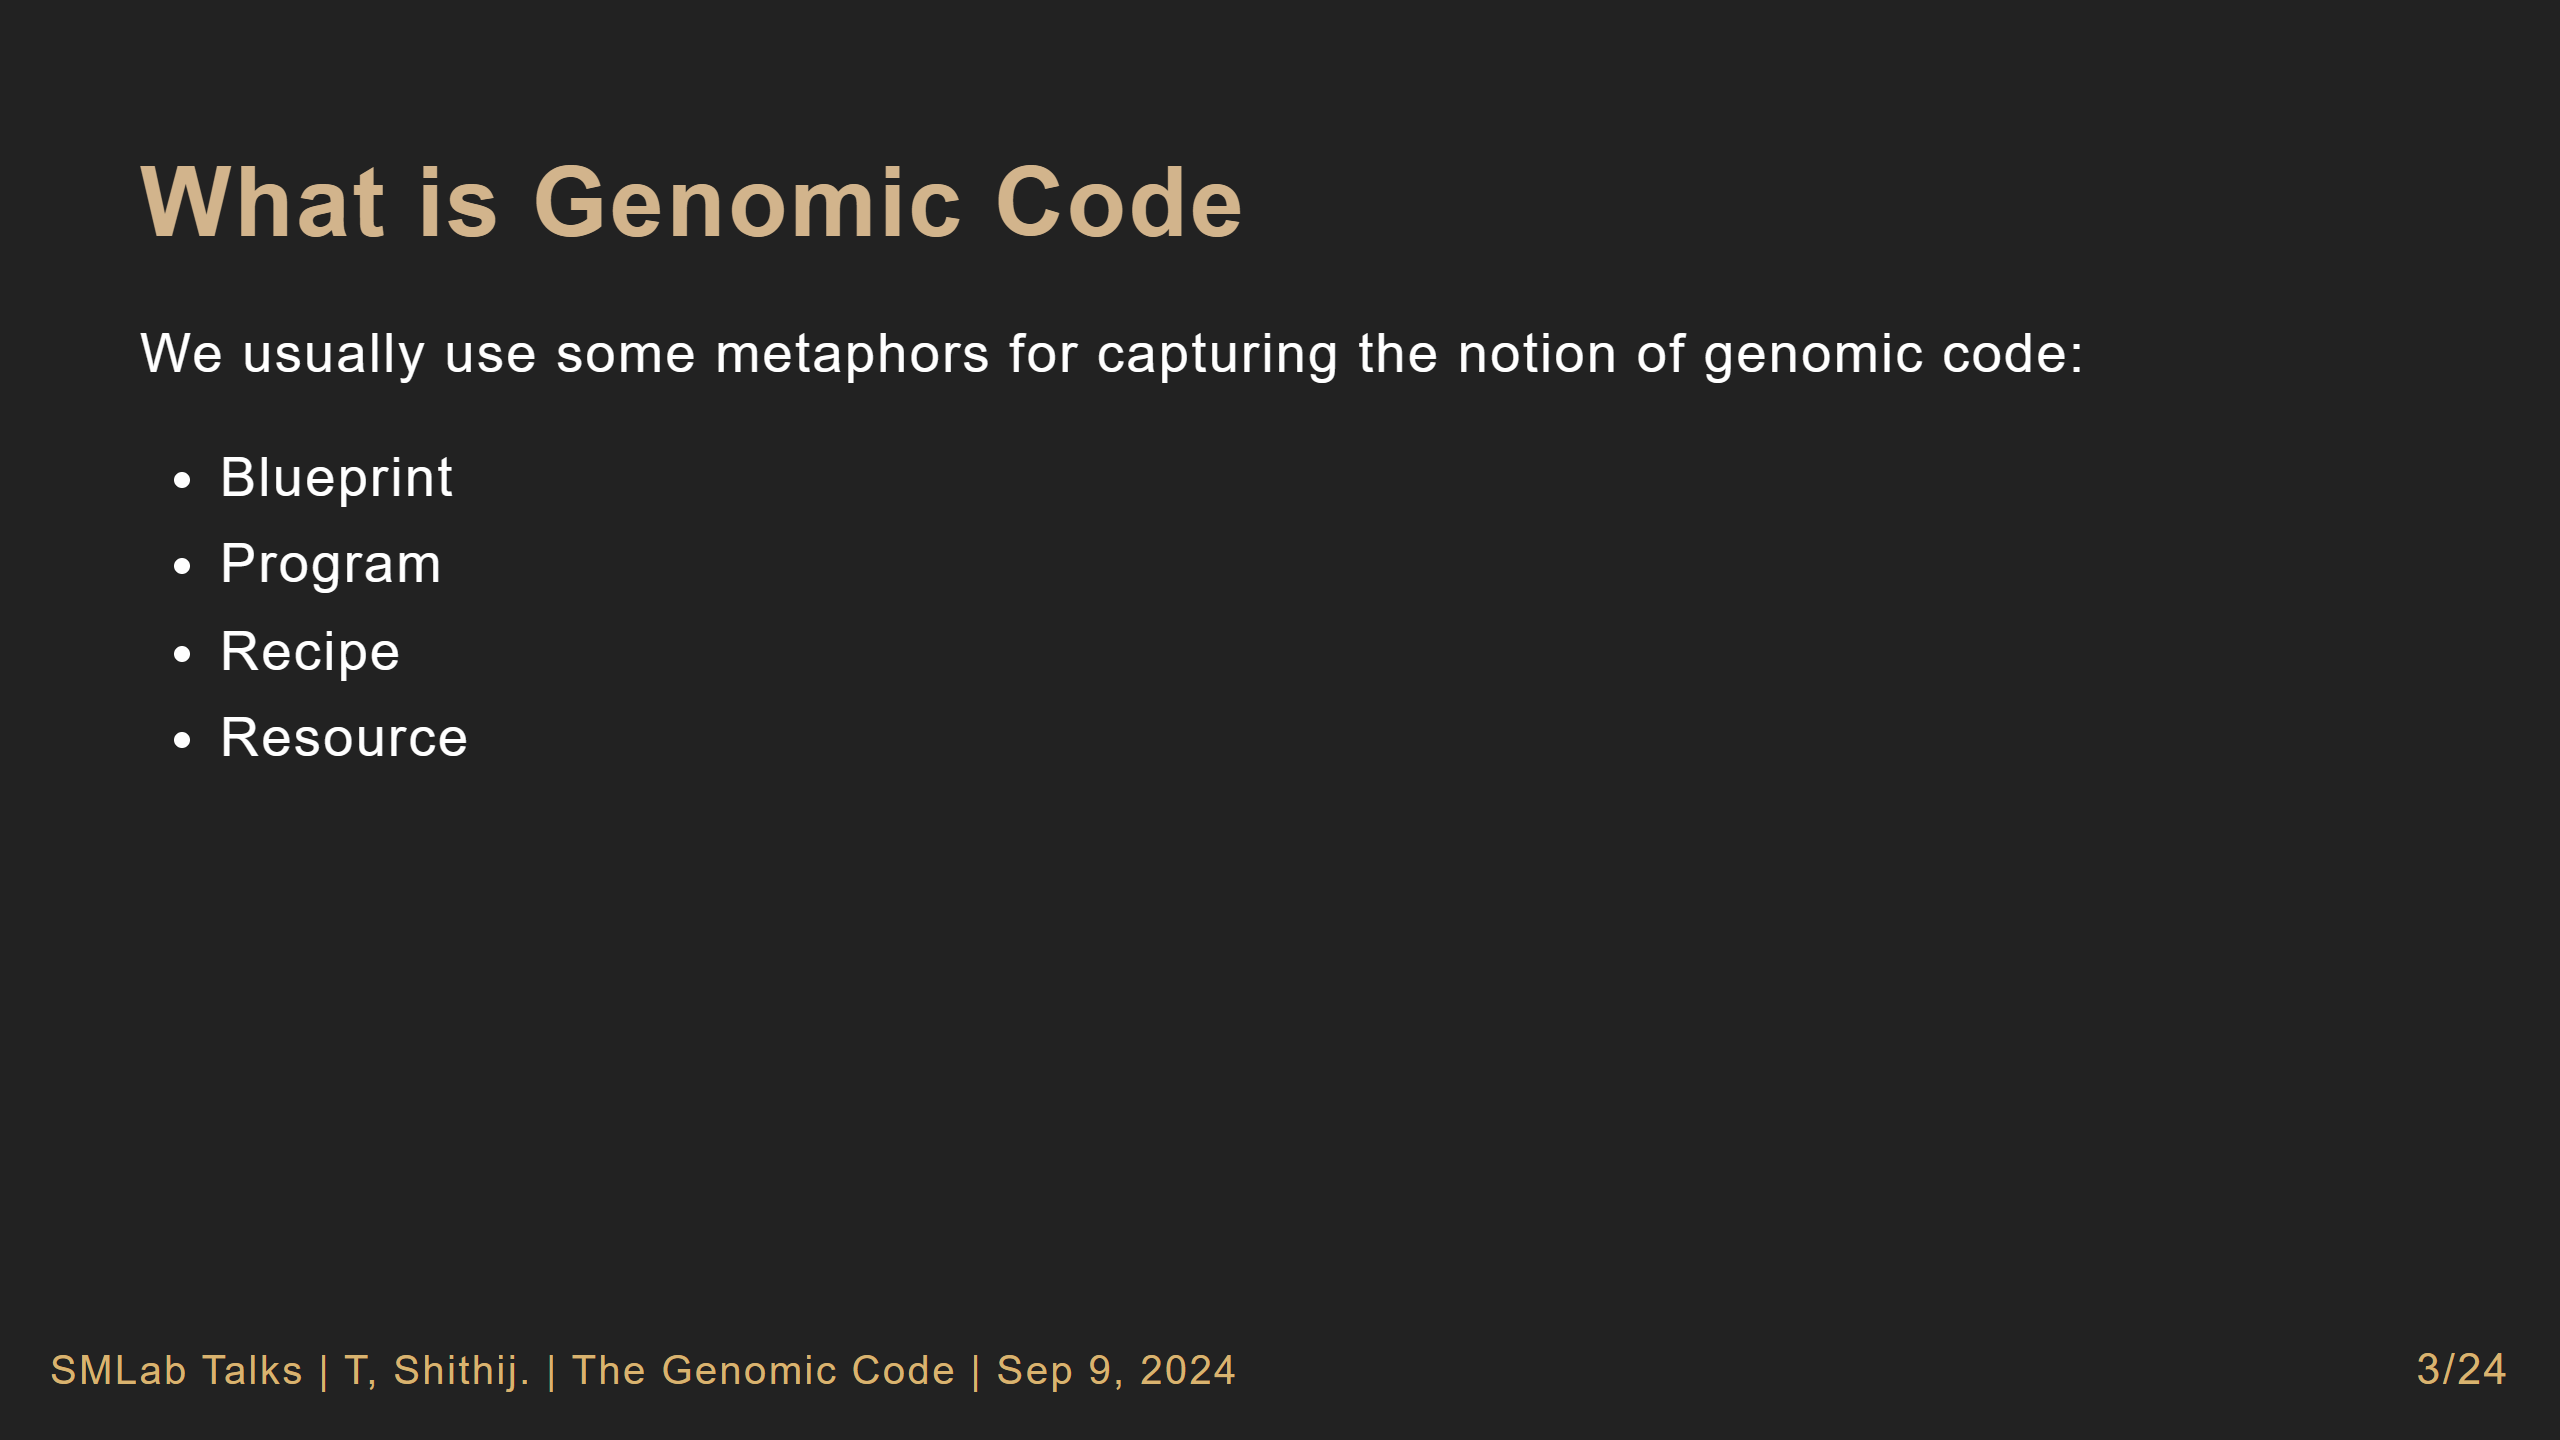 What is Genomic Code
We usually use some metaphors for capturing the notion of genomic code:
• Blueprint
• Program
• Recipe
• Resource
SMLab Talks | T, Shithij. | The Genomic Code | Sep 9, 2024
3/24